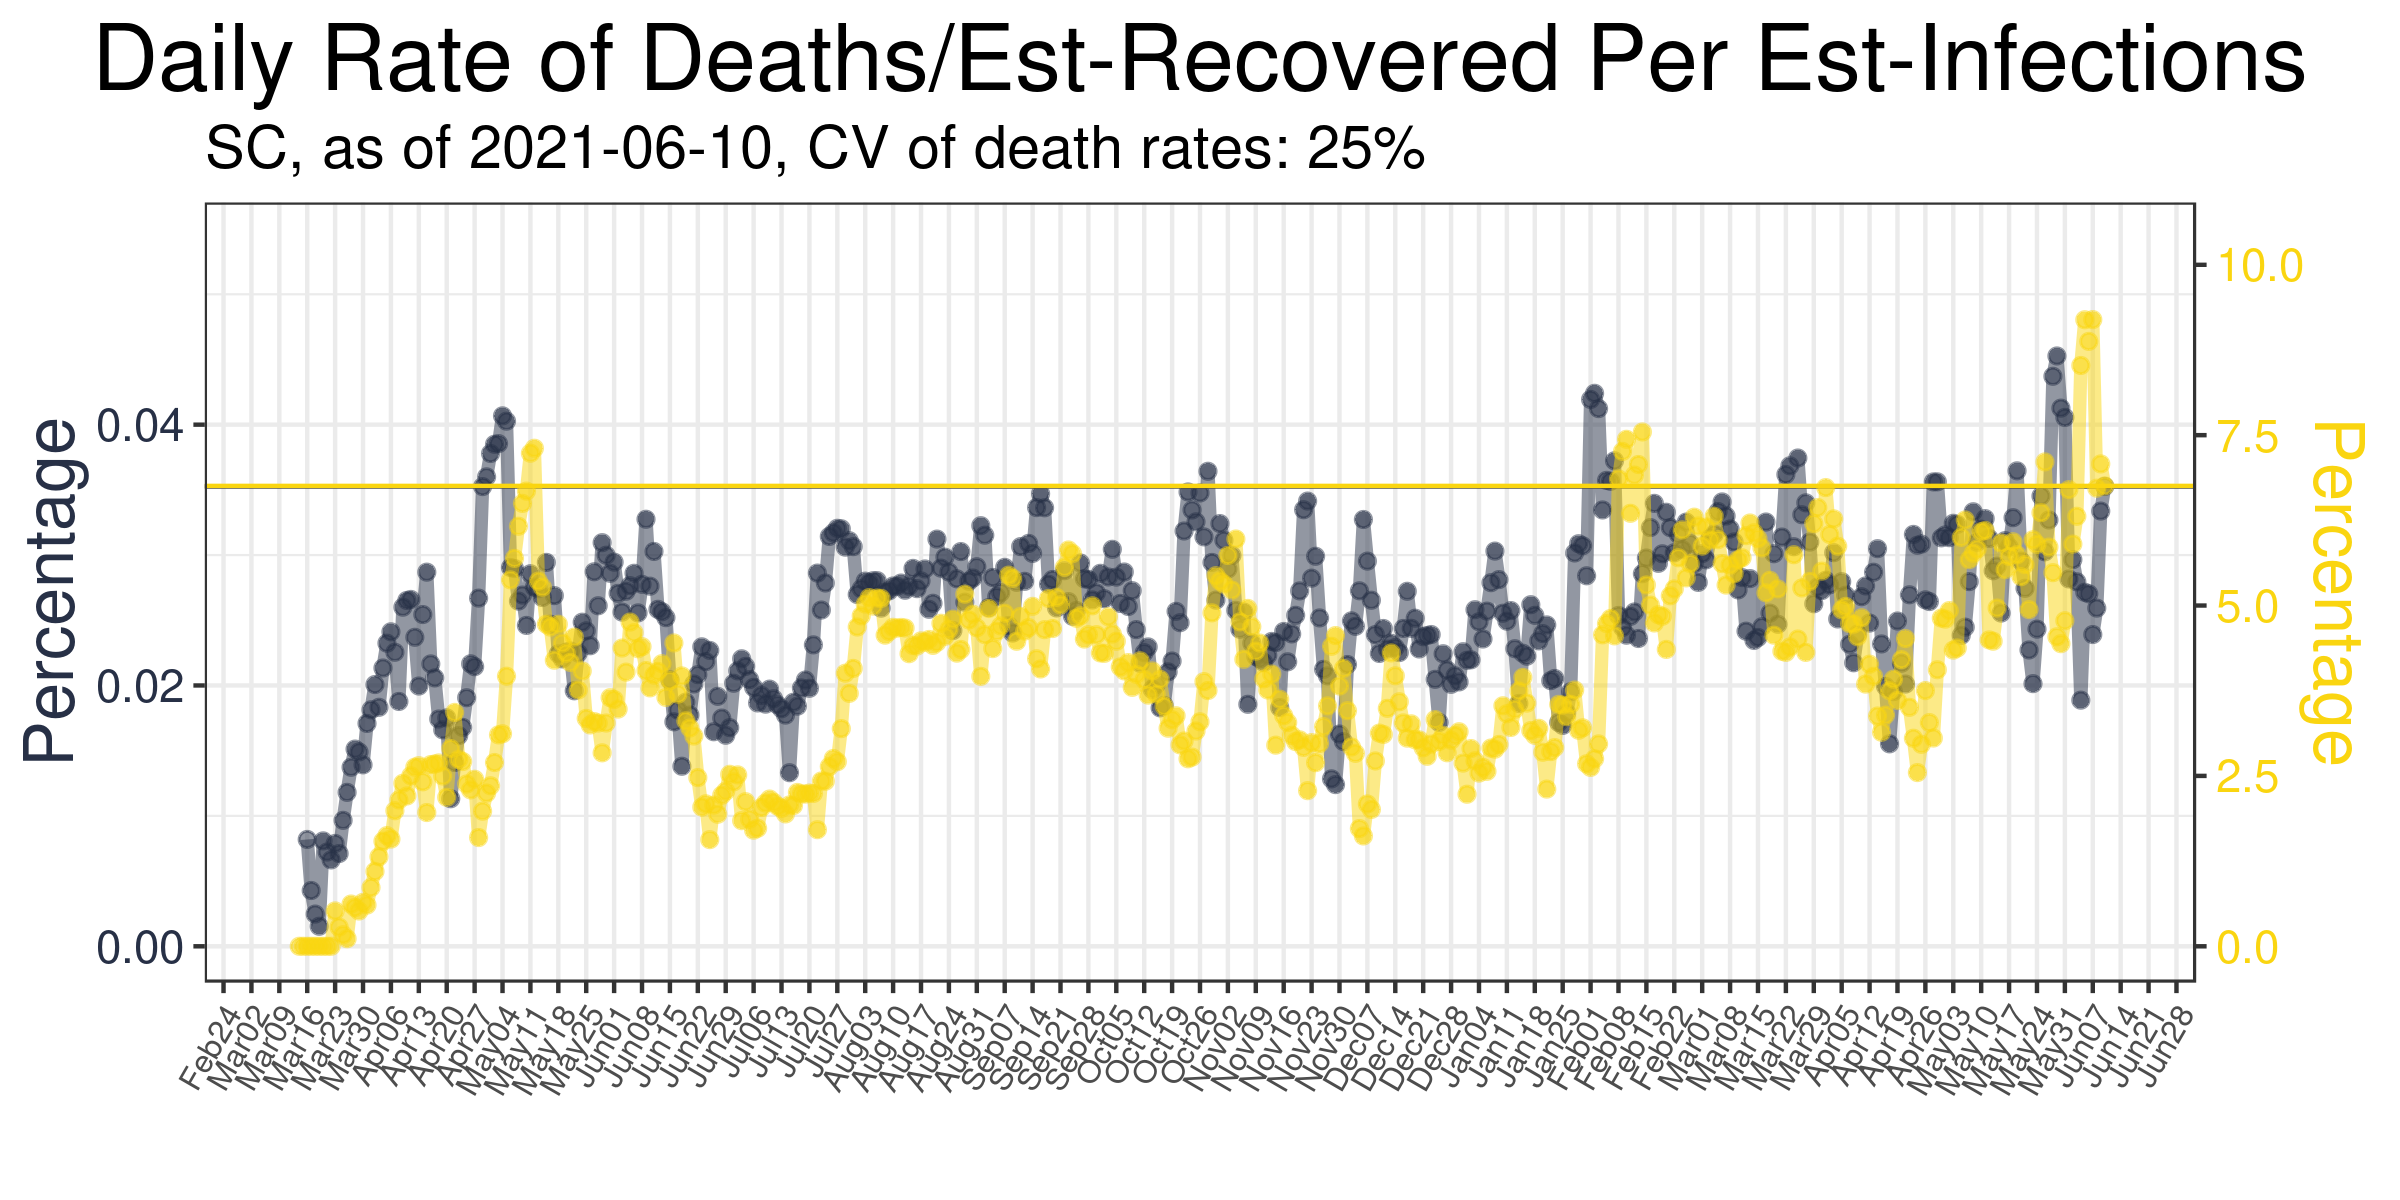 Daily Rate of Deaths/Est-Recovered Per Est-Infections
SC, as of 2021-06-10, CV of death rates: 25%
Percentage
0.04
0.02
0.00
10.0
7.5
5.0
2.5
0.0
Percentage
Feb24
Mar02
Mar09
Mar16
Mar23
Mar30
Apr06
Apr13
Apr20
Apr27
May04
May11
May18
May25
Jun01
Jun08
Jun15
Jun22
Jun29
Jul06
Jul13
Jul20
Jul27
Aug03
Aug10
Aug17
Aug24
Aug31
Sep07
Sep14
Sep21
Sep28
Oct05
Oct12
Oct19
Oct26
Nov02
Nov09
Nov16
Nov23
Nov30
Dec07
Dec14
Dec21
Dec28
Jan04
Jan11
Jan18
Jan25
Feb01
Feb08
Feb15
Feb22
Mar01
Mar08
Mar15
Mar22
Mar29
Apr05
Apr12
Apr19
Apr26
May03
May10
May17
May24
May31
Jun07
Jun14
Jun21
Jun28